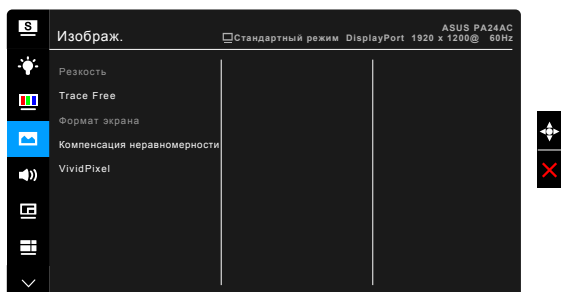 S
Изображ.
Стандартный режим DisplayPort 1920 x 1200@ 60Hz
ASUS PA24AC
Резкость
Trace Free
Формат экрана
Компенсация неравномерности
VividPixel